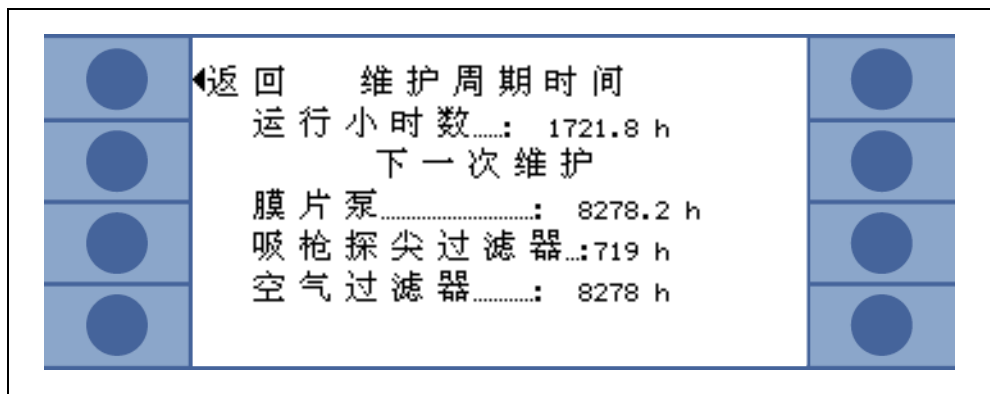 返回 维护周期时间
运行小时数.....: 1721.8 h
下一次维护
膜片泵..........................: 8278.2 h
吸枪探尖过滤器..:719 h
空气过滤器..........: 8278 h